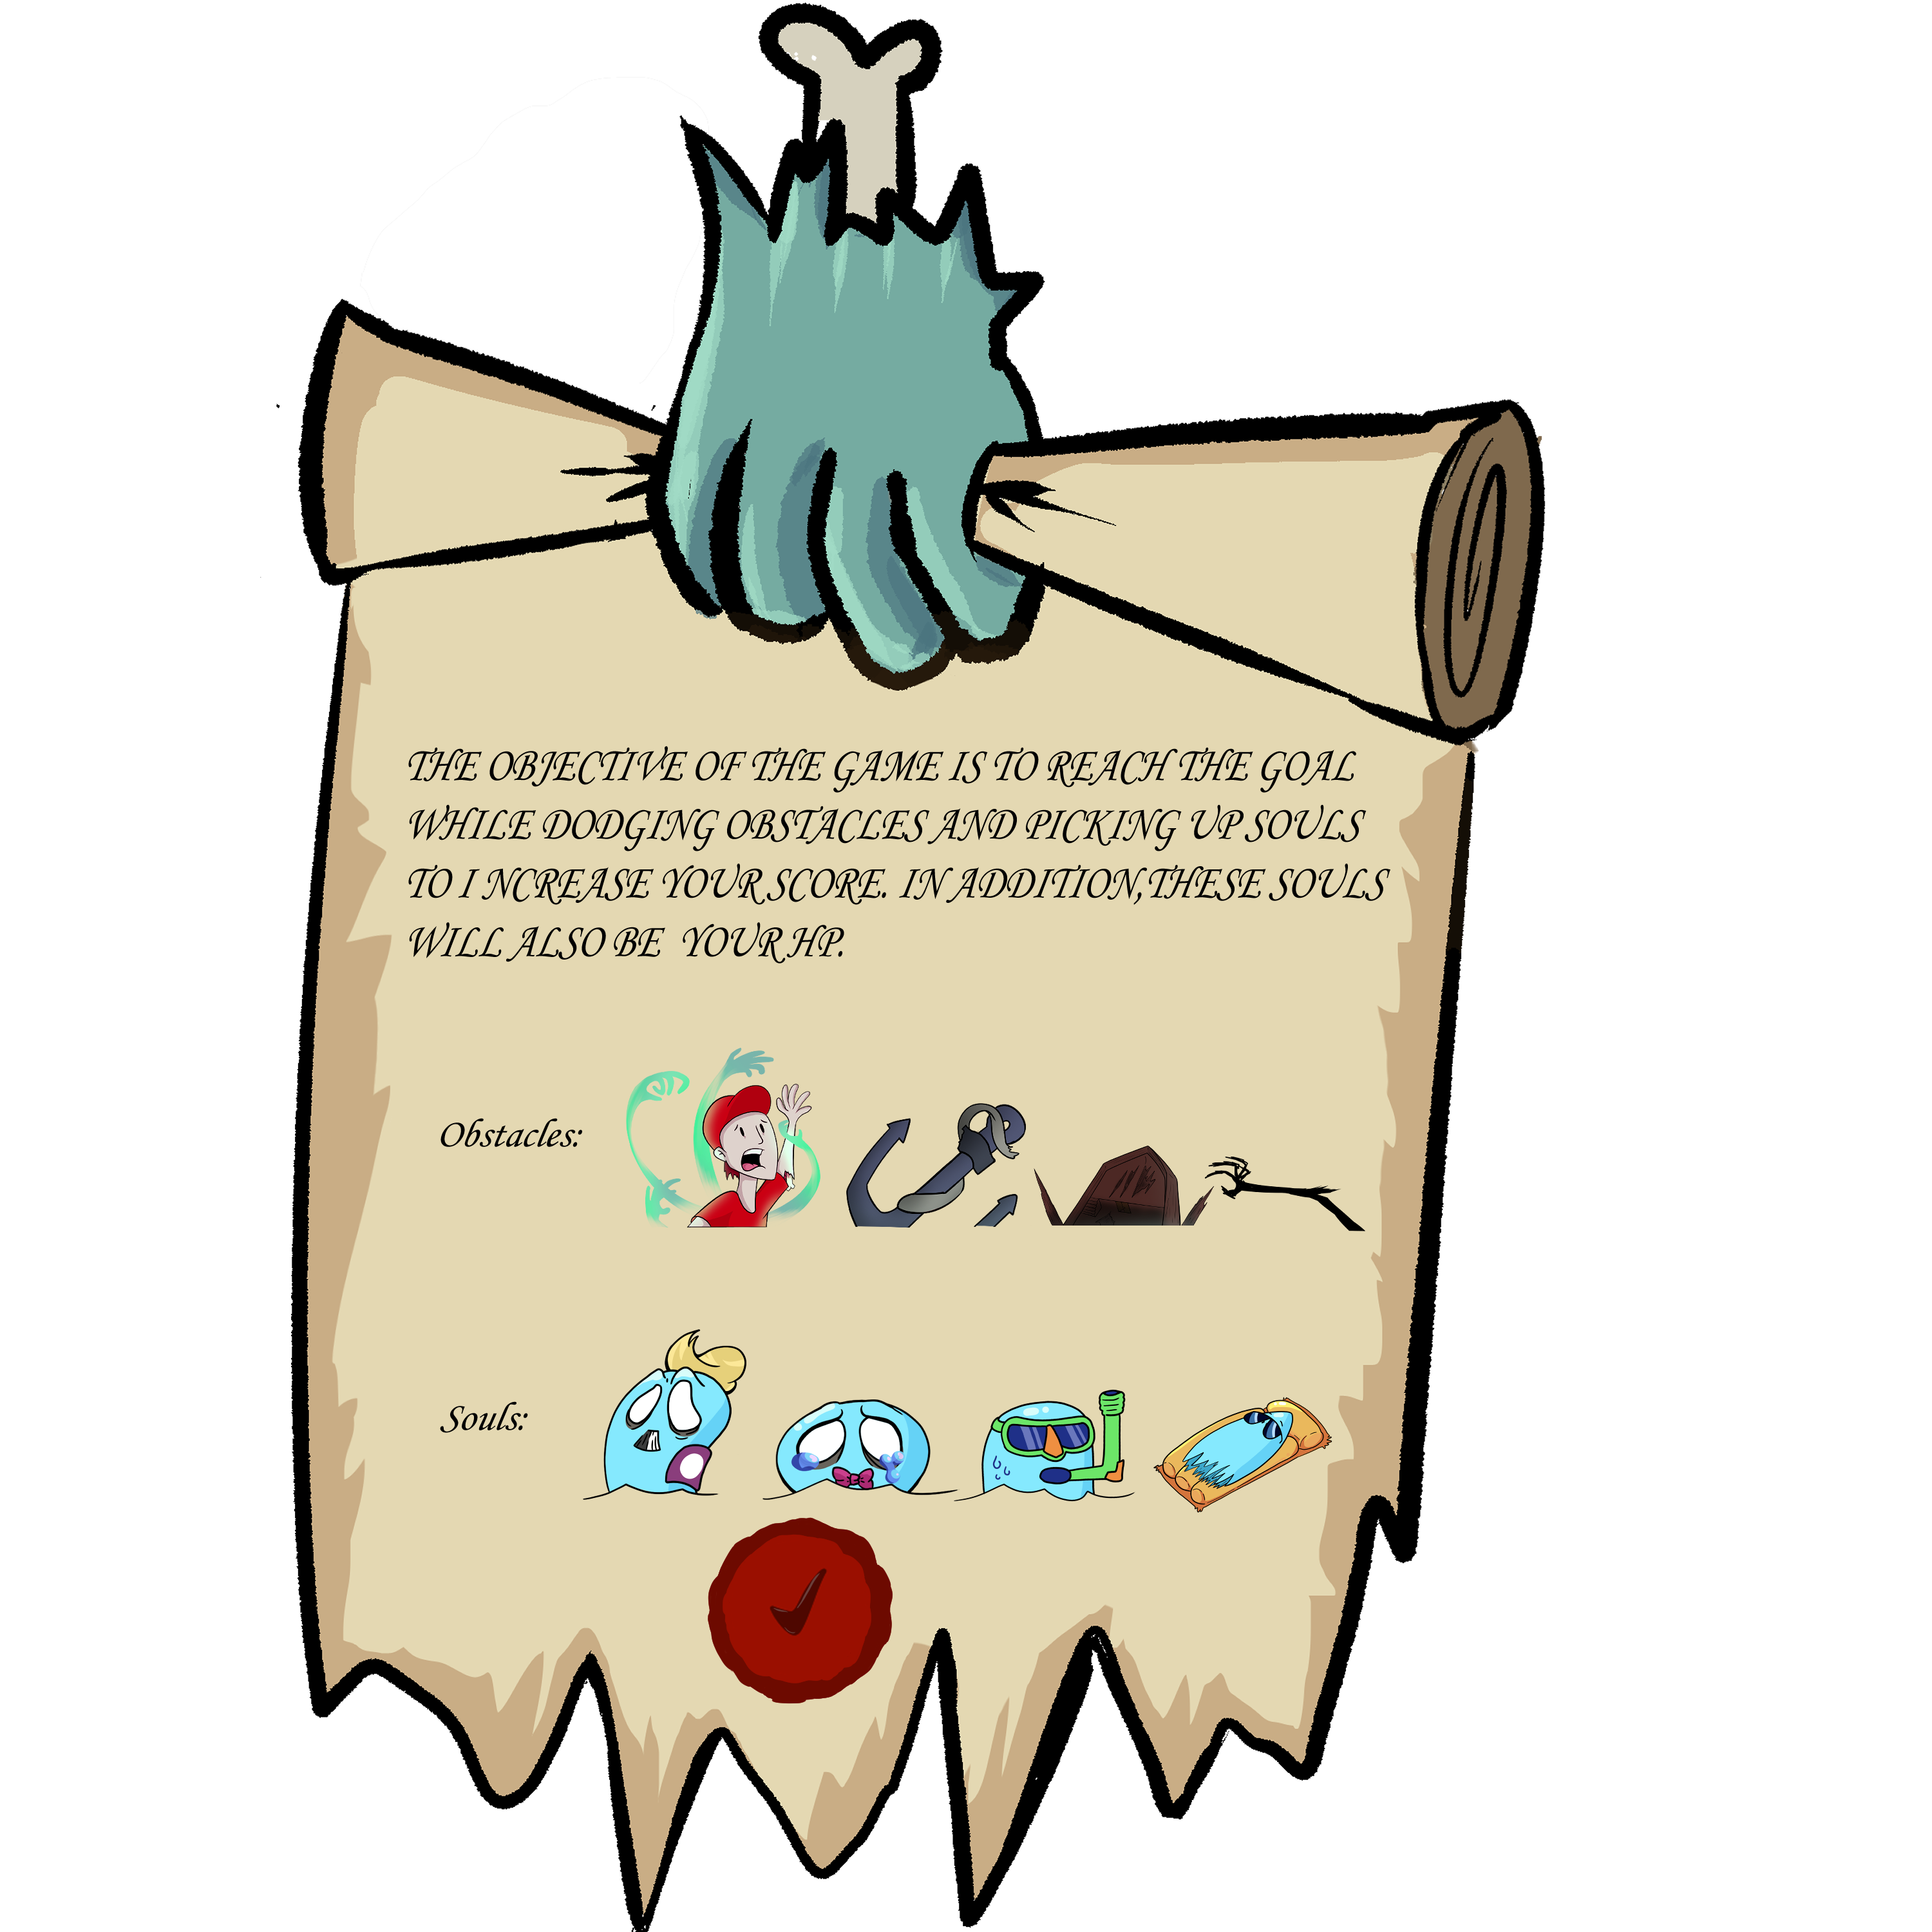 THE OBJECTIVE OF THE GAME IS TO REACH THE GOAL
WHILE DODGING OBSTACLES AND PICKING UP SOULS
TO I NCREASE YOUR SCORE. IN ADDITION, THESE SOULS
WILL ALSO BE YOUR HP.
Obstacles:
Souls: